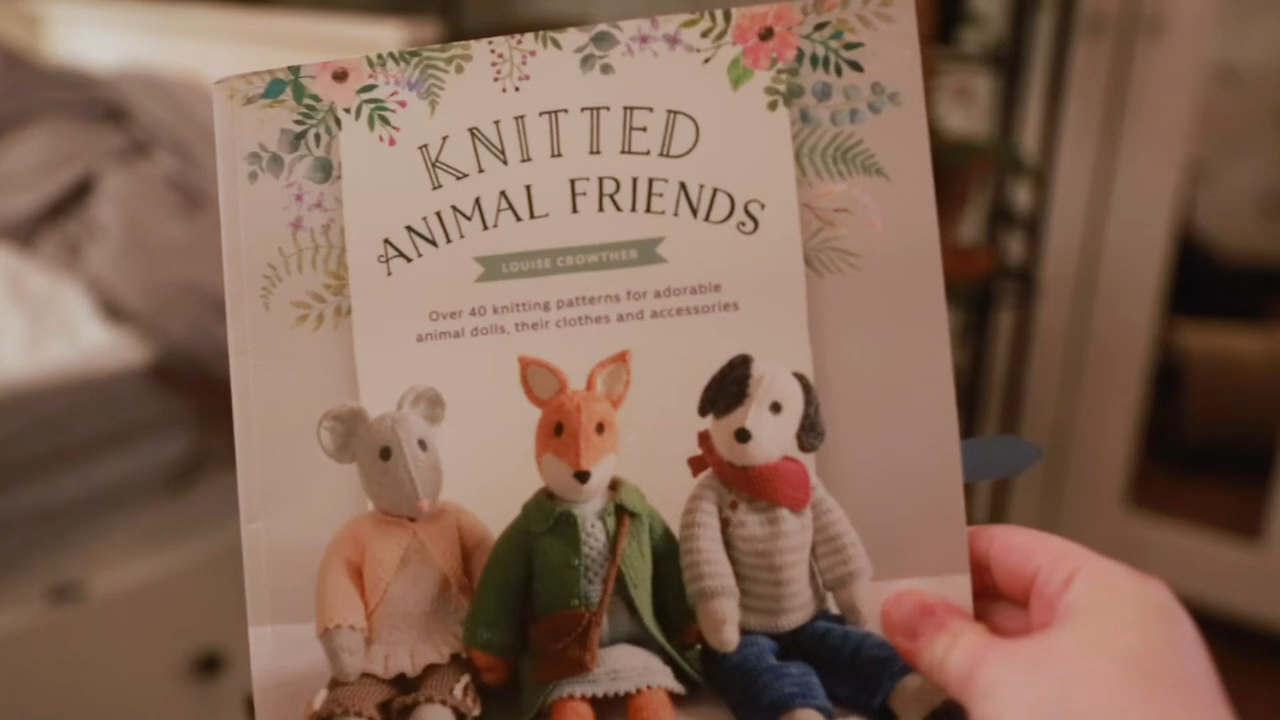 KNITTED
ANIMAL FRIENDS
LOUISE CROWTHER
Over 40 knitting patterns for adorable
animal dolls, their clothes and accessories